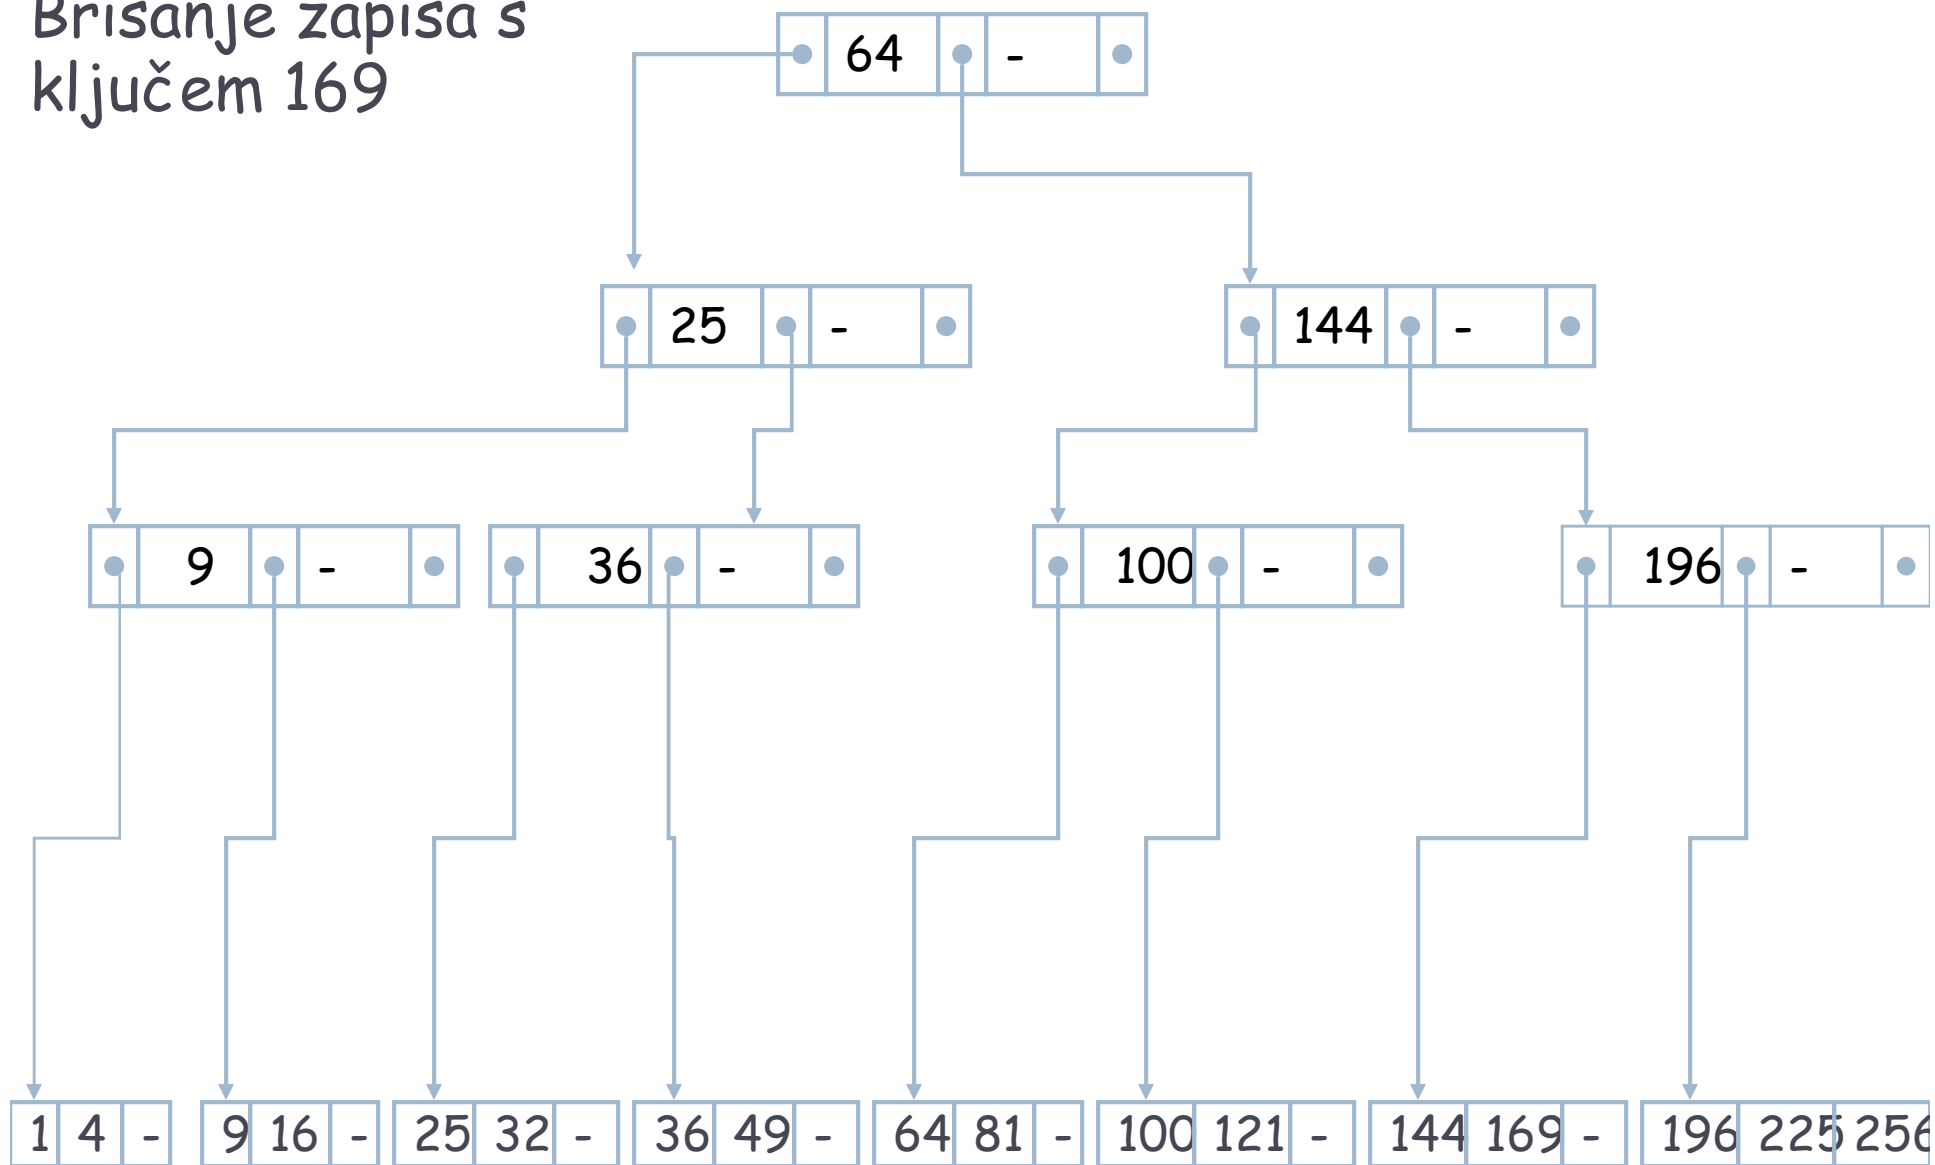 Brisanje zapisa s
ključem 169
64 -
25 - 144 -
9 - 36 - 100 - 196 -
1 4 - 9 16 - 25 32 - 36 49 - 64 81 - 100 121 - 144 169 - 196 225 256